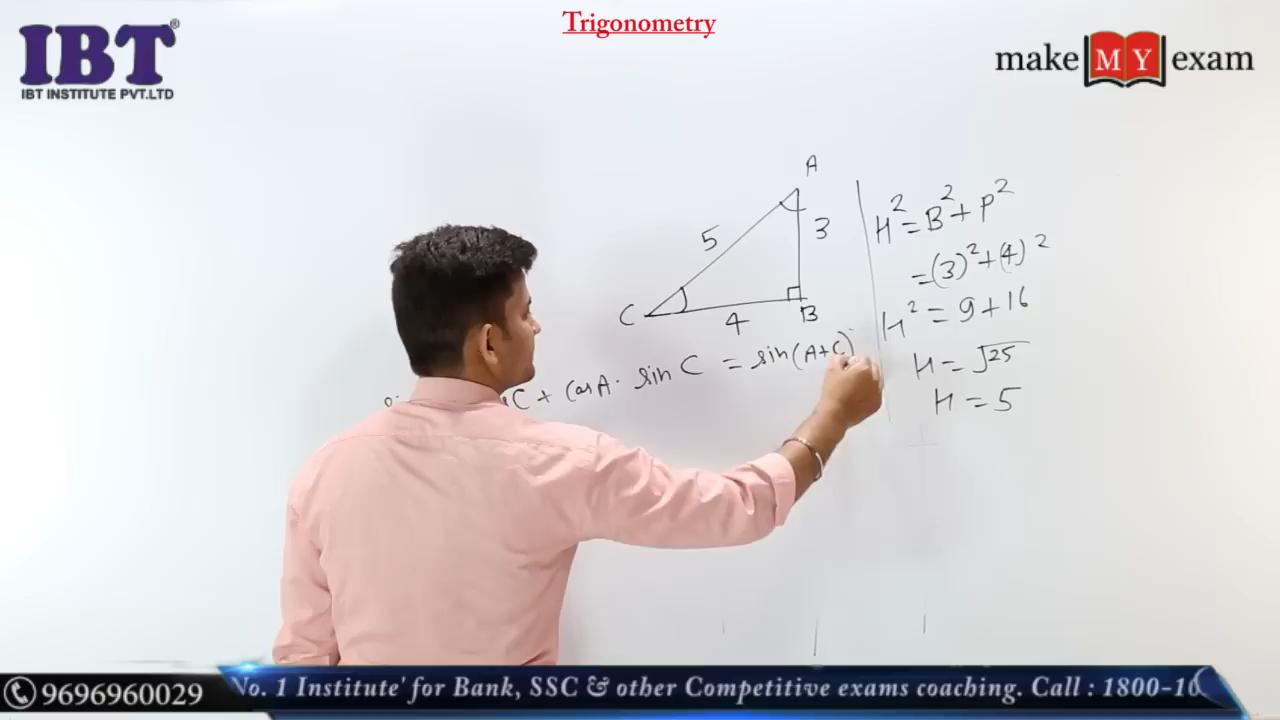 Trigonometry
IBT®
IBT INSTITUTE PVT.LTD
make MY exam
A
5
3
C
4
B
C + Cos A · sin C = sin(A+C)
H² = B² + P²
= (3)² + (4)²
H² = 9 + 16
H = √25
H = 5
9696960029
No. 1 Institute' for Bank, SSC & other Competitive exams coaching. Call : 1800-10